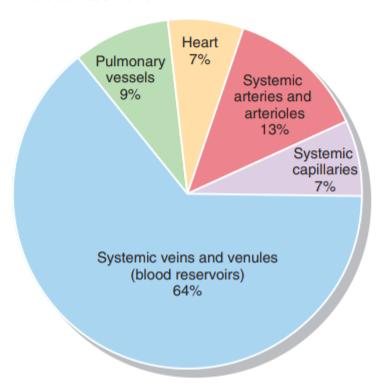 Pulmonary
vessels
9%
Heart
7%
Systemic
arteries and
arterioles
13%
Systemic
capillaries
7%
Systemic veins and venules
(blood reservoirs)
64%